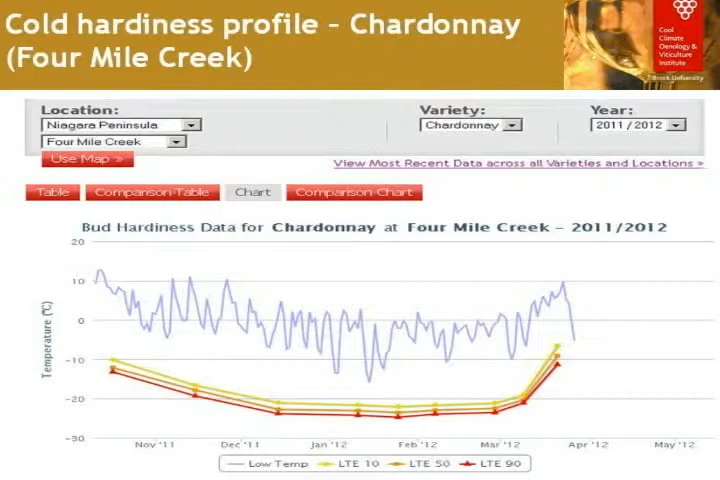 Cold hardiness profile – Chardonnay
(Four Mile Creek)
Cool
Climate
Oenology &
Viticulture
Institute
Brock University
Location:
Variety:
Year:
Niagara Peninsula
Chardonnay
2011/2012
Four Mile Creek
Use Map »
View Most Recent Data across all Varieties and Locations »
Table
Comparison-Table
Chart
Comparison-Chart
Bud Hardiness Data for Chardonnay at Four Mile Creek – 2011/2012
20
10
0
-10
-20
-30
Temperature (°C)
Nov '11
Dec '11
Jan '12
Feb '12
Mar '12
Apr '12
May '12
Low Temp
LTE 10
LTE 50
LTE 90